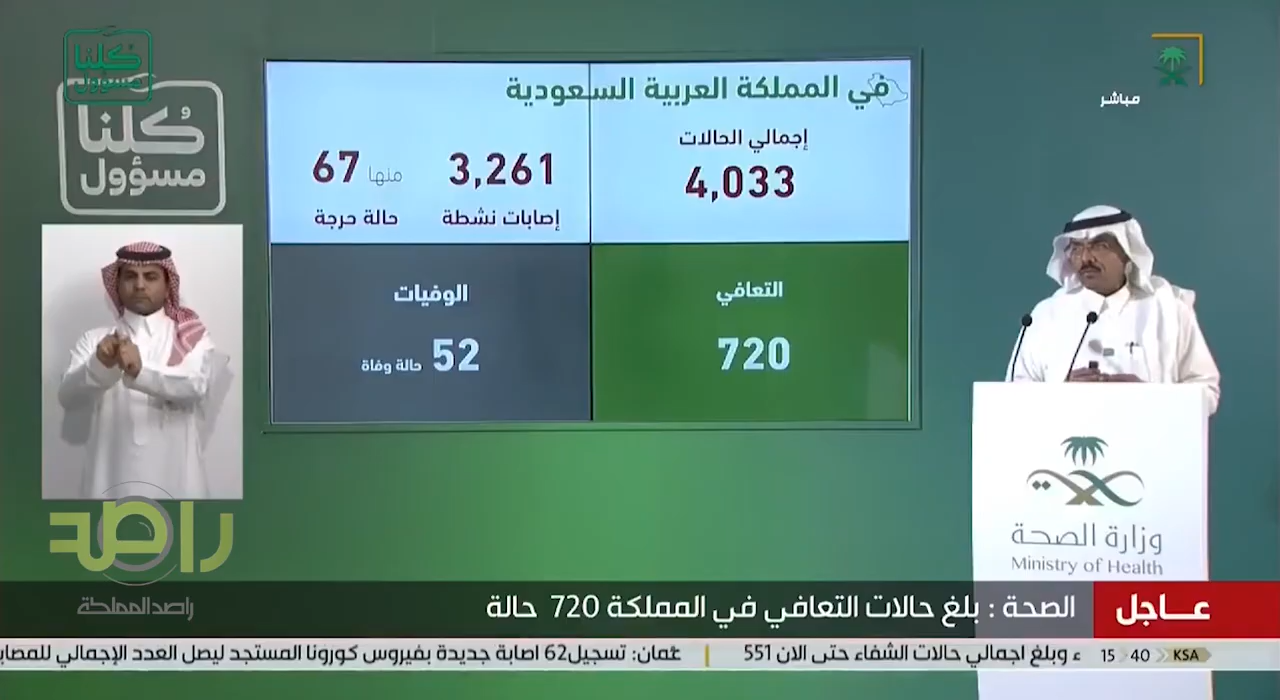 كلنا
مسؤول
كُلنا
مسؤول
مباشر
في المملكة العربية السعودية
إجمالي الحالات
4,033
3,261
إصابات نشطة
منها 67
حالة حرجة
التعافي
720
الوفيات
52 حالة وفاة
وزارة الصحة
Ministry of Health
راصد
راصد المملكة
عـــاجل
الصحة : بلغ حالات التعافي في المملكة 720 حالة
KSA 15 40
ء وبلغ اجمالي حالات الشفاء حتى الان 551 | عُمان: تسجيل62 اصابة جديدة بفيروس كورونا المستجد ليصل العدد الإجمالي للمصاب